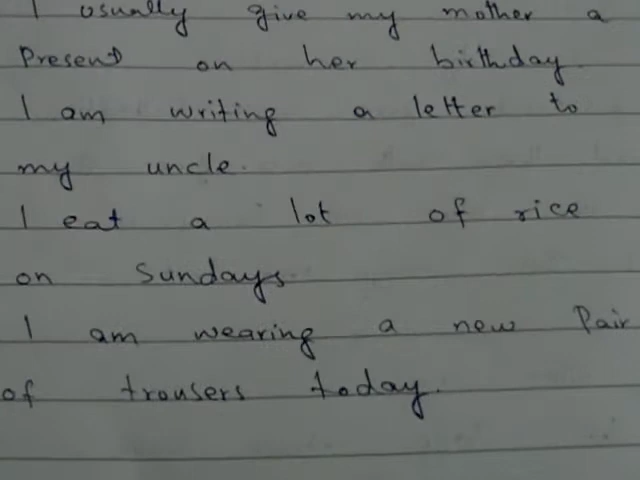 I usually give my mother a
Present on her birthday
I am writing a letter to
my uncle.
I eat a lot of rice
on Sundays.
I am wearing a new Pair
of trousers today.